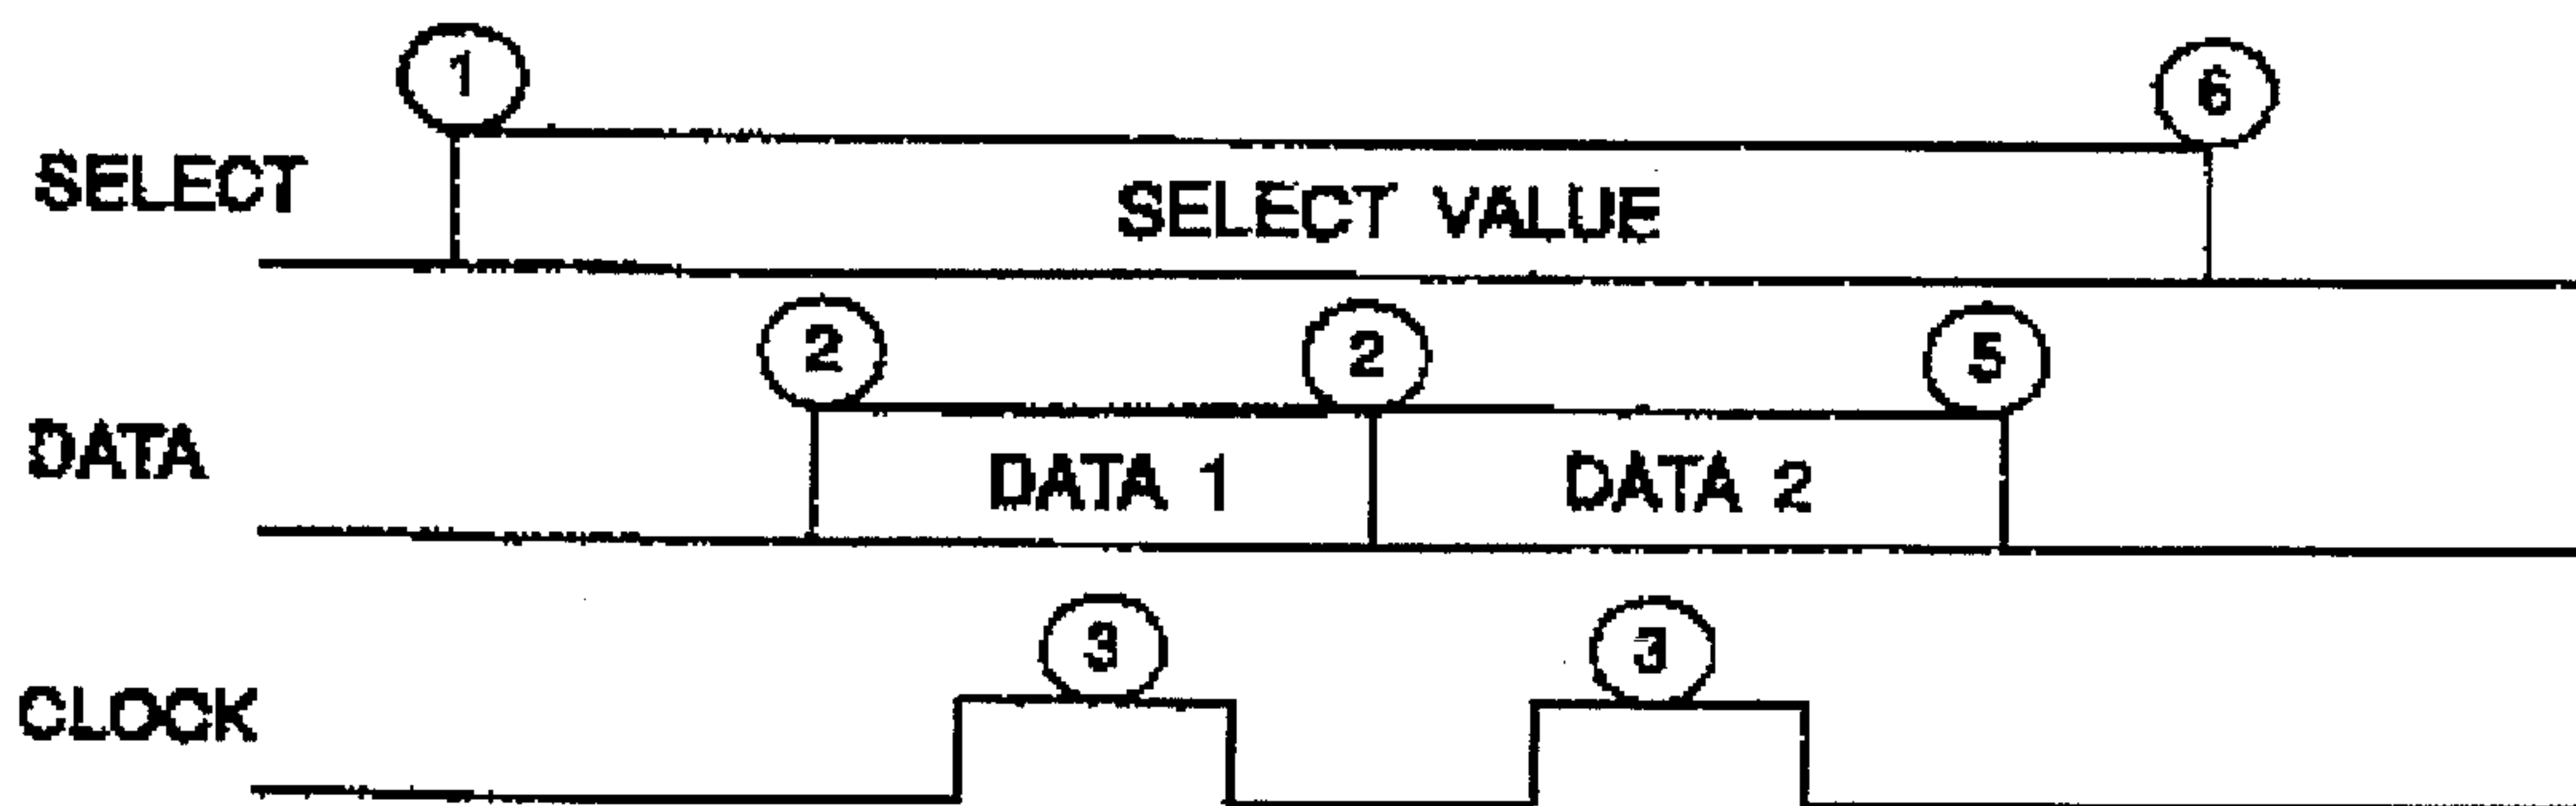 1 6
SELECT SELECT VALUE
2 2 5
DATA DATA 1 DATA 2
3 3
CLOCK